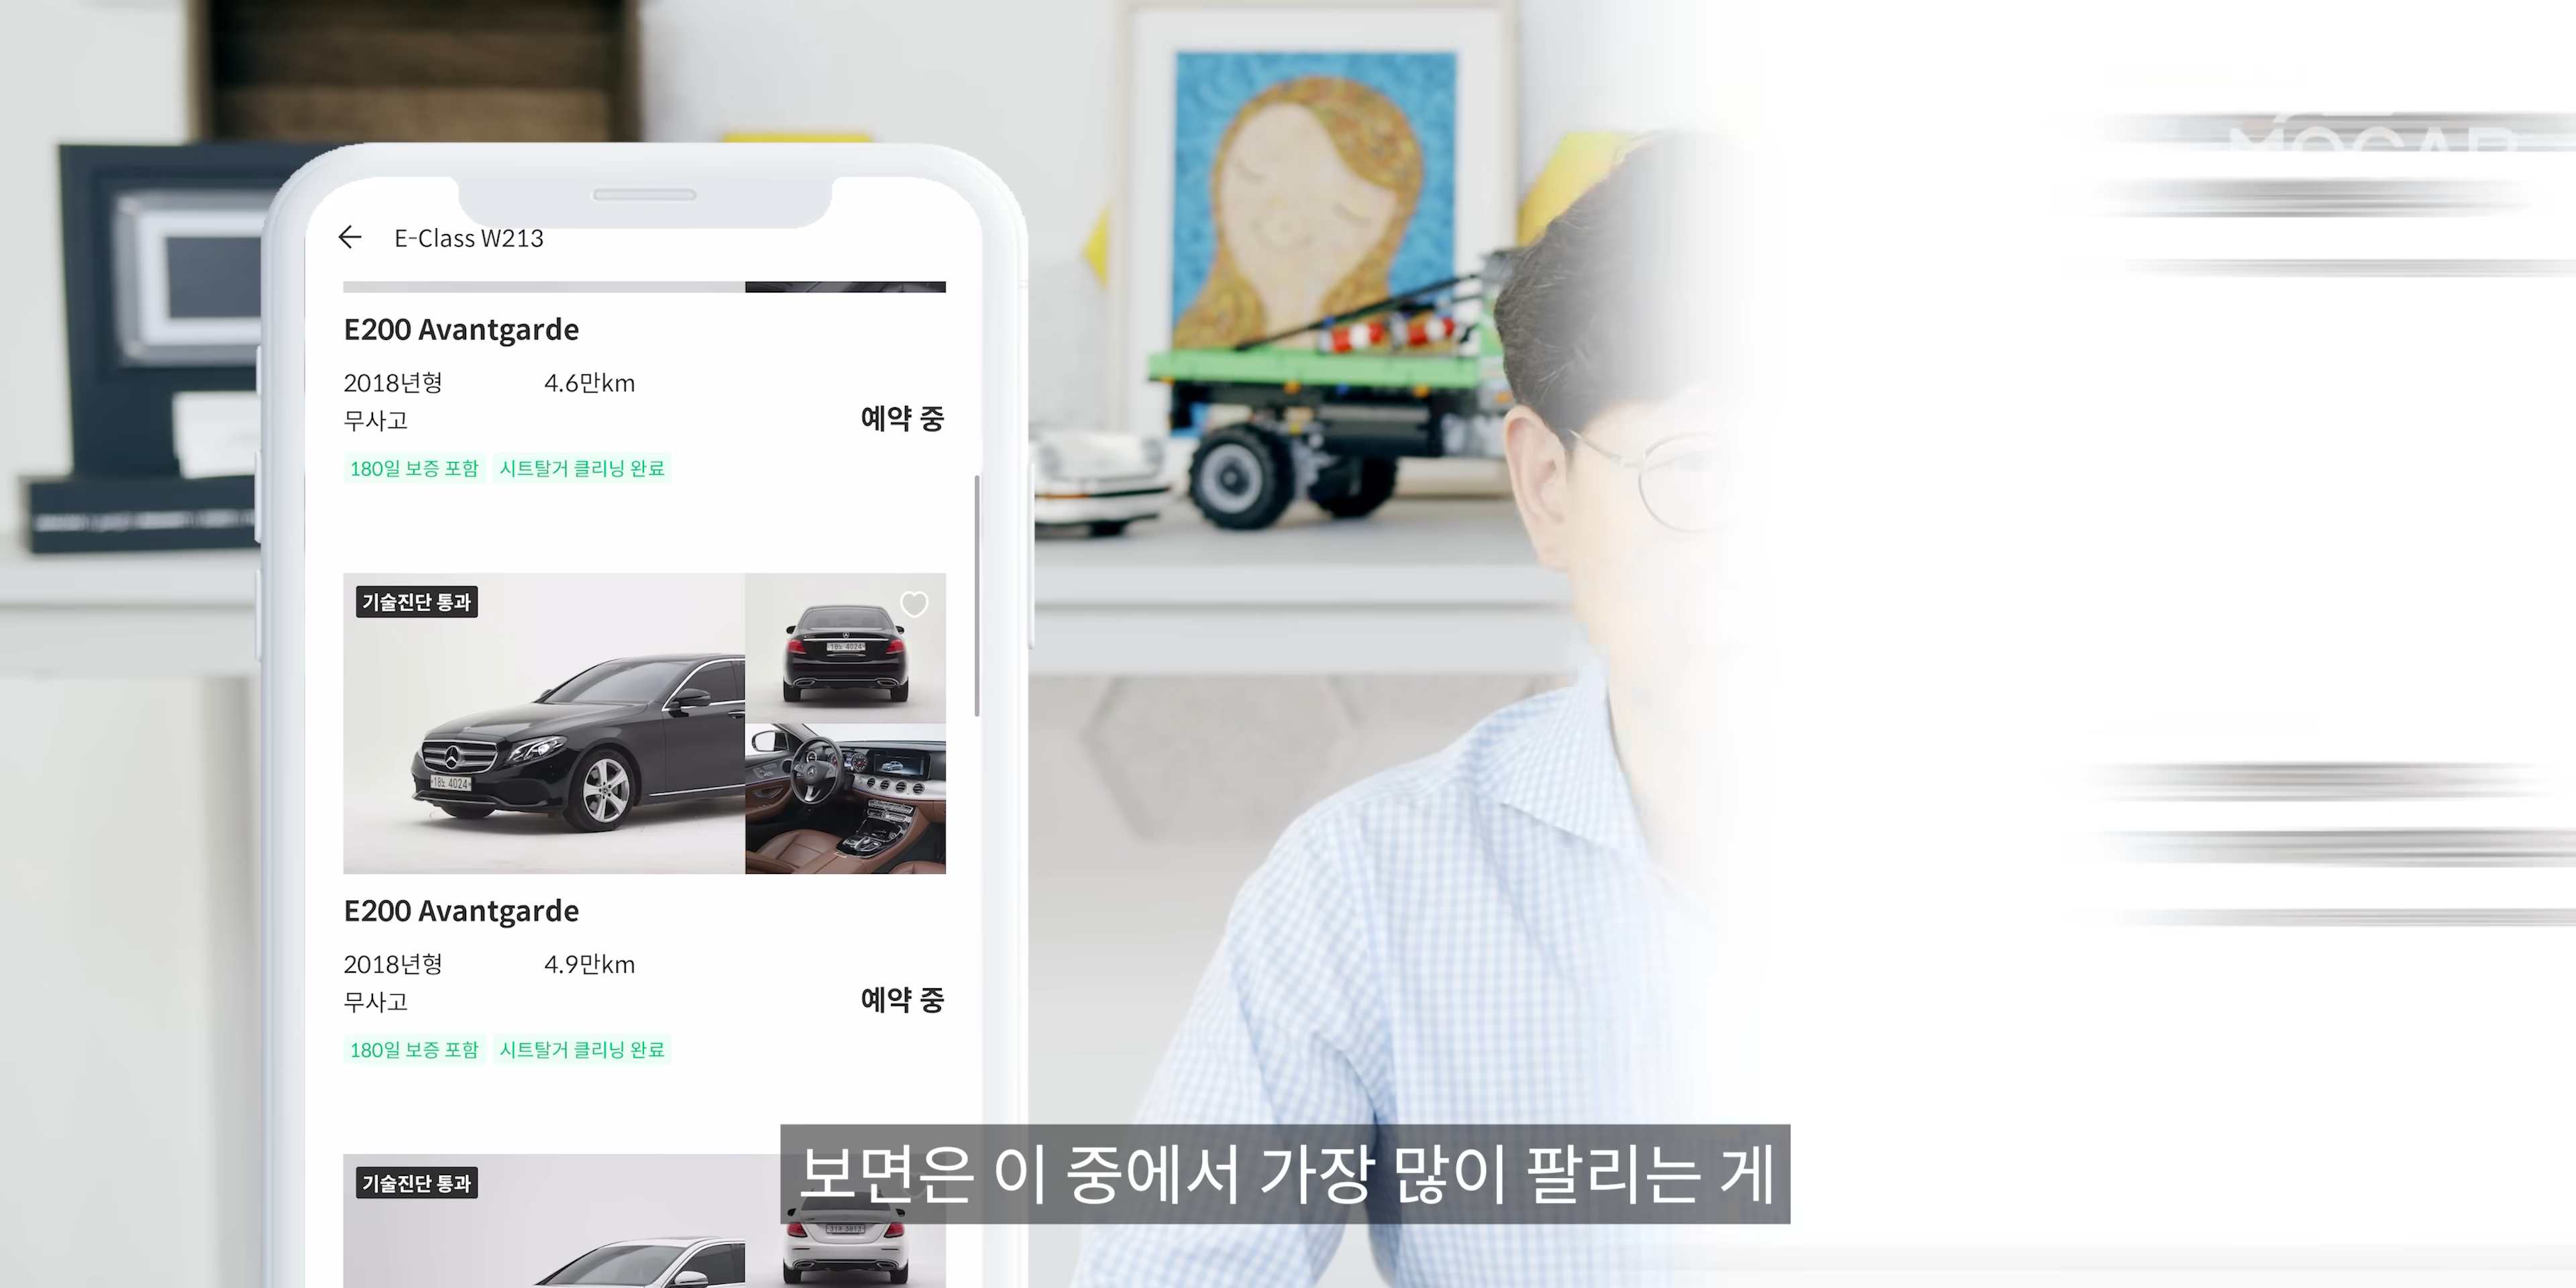 MOCAR
E-Class W213
E200 Avantgarde
2018년형 4.6만km
무사고
예약 중
180일 보증 포함 시트탈거 클리닝 완료
기술진단 통과
E200 Avantgarde
2018년형 4.9만km
무사고
예약 중
180일 보증 포함 시트탈거 클리닝 완료
기술진단 통과
보면은 이 중에서 가장 많이 팔리는 게